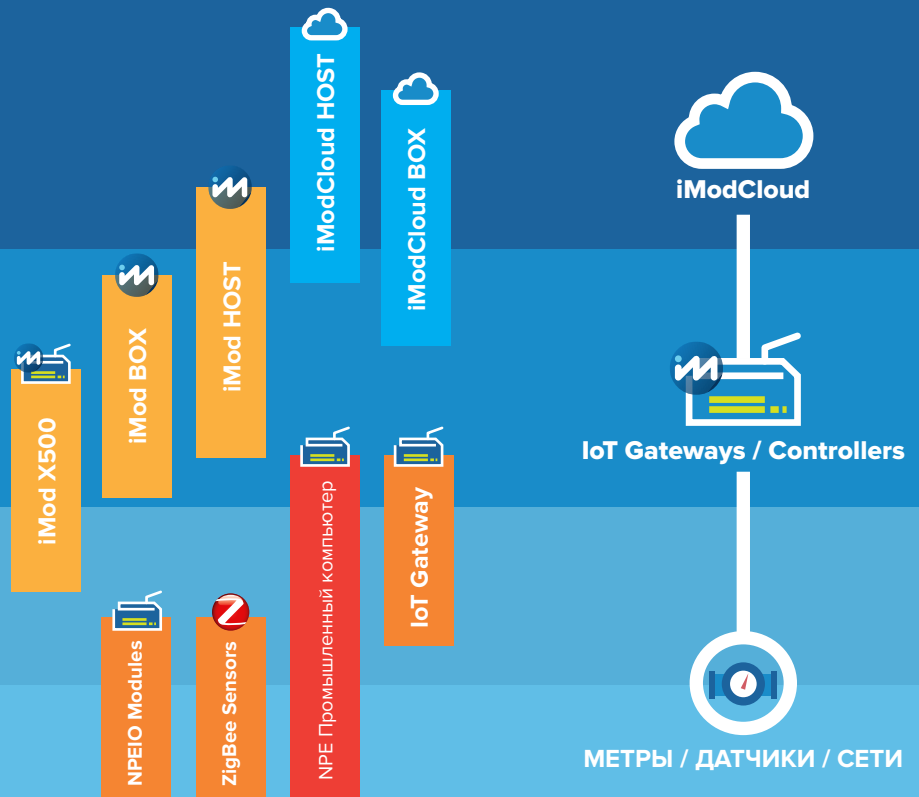 iModCloud HOST
iModCloud BOX
iMod HOST
iMod BOX
iMod X500
NPE Промышленный компьютер
IoT Gateway
NPEIO Modules
ZigBee Sensors
iModCloud
IoT Gateways / Controllers
МЕТРЫ / ДАТЧИКИ / СЕТИ